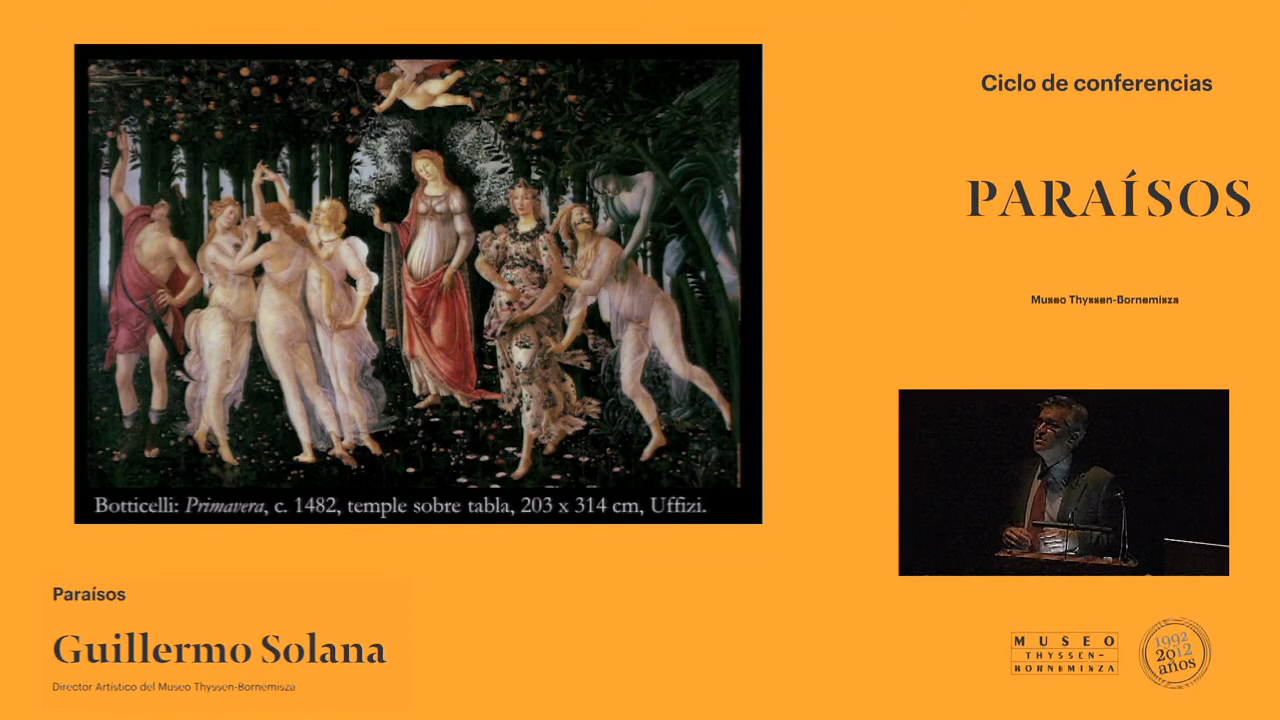 Ciclo de conferencias
PARAÍSOS
Museo Thyssen-Bornemisza
Botticelli: Primavera, c. 1482, temple sobre tabla, 203 x 314 cm, Uffizi.
Paraísos
Guillermo Solana
Director Artístico del Museo Thyssen-Bornemisza
MUSEO
THYSSEN-
BORNEMISZA
1992
2012
años